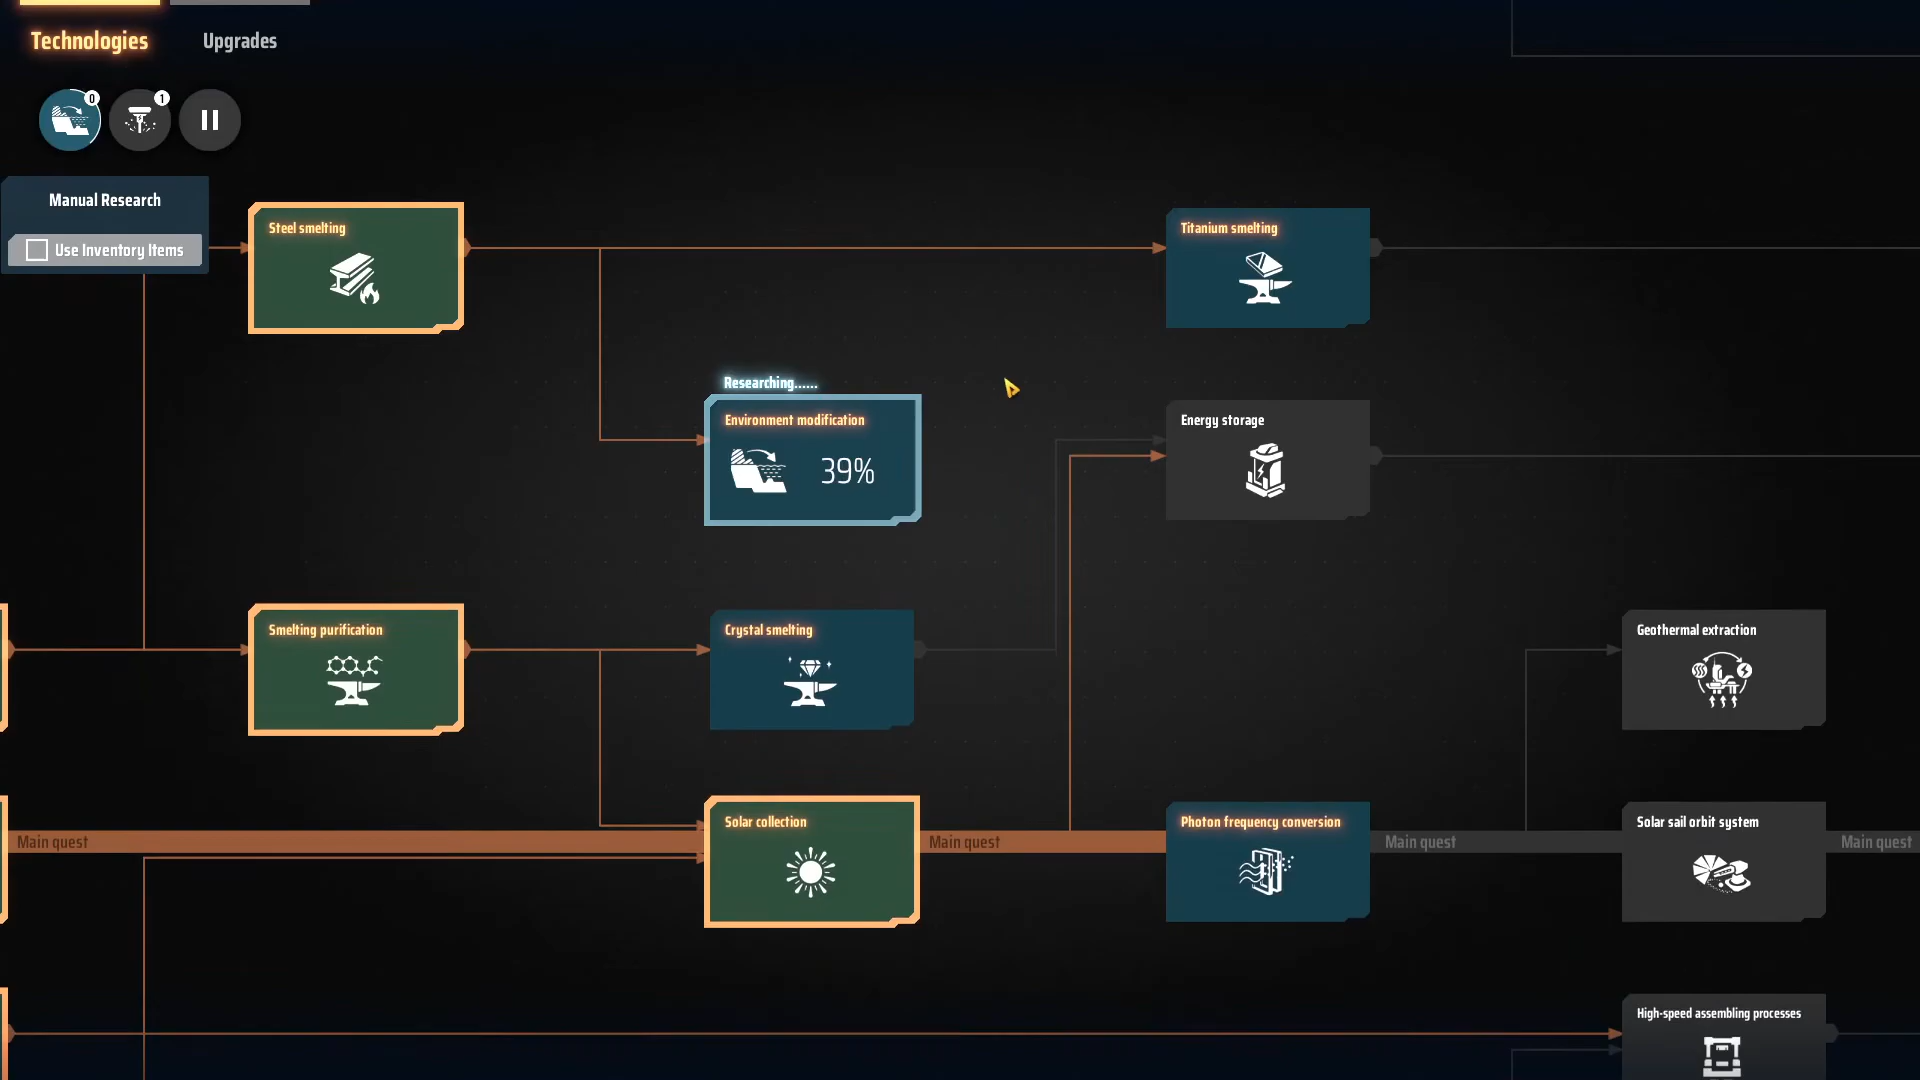 Technologies
Upgrades
0
1
Manual Research
Use Inventory Items
Steel smelting
Titanium smelting
Researching......
Environment modification
39%
Energy storage
Smelting purification
Crystal smelting
Geothermal extraction
Main quest
Solar collection
Main quest
Photon frequency conversion
Main quest
Solar sail orbit system
Main quest
High-speed assembling processes